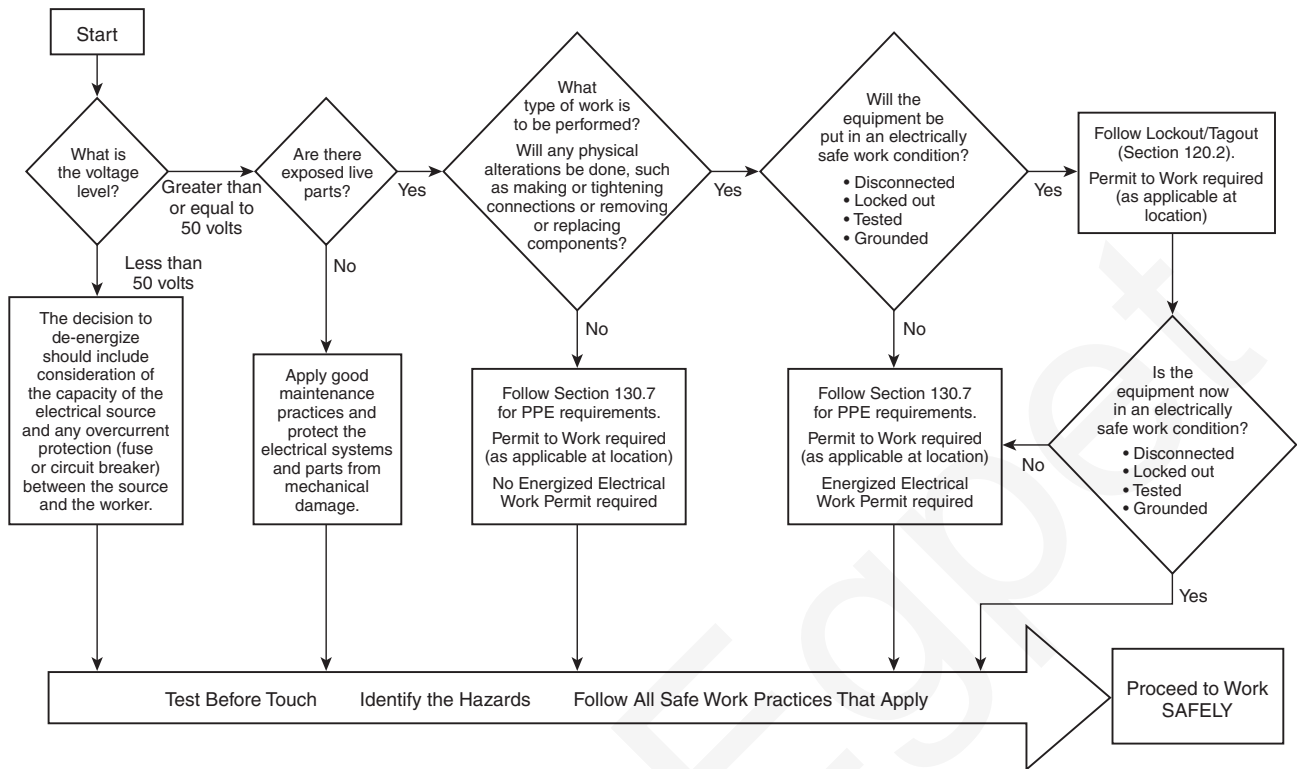 Start
What is
the voltage
level?
Greater than
or equal to
50 volts
Less than
50 volts
The decision to
de-energize
should include
consideration of
the capacity of the
electrical source
and any overcurrent
protection (fuse
or circuit breaker)
between the source
and the worker.
Are there
exposed live
parts?
Yes
No
Apply good
maintenance
practices and
protect the
electrical systems
and parts from
mechanical
damage.
What
type of work is
to be performed?
Will any physical
alterations be done, such
as making or tightening
connections or removing
or replacing
components?
Yes
No
Follow Section 130.7
for PPE requirements.
Permit to Work required
(as applicable at location)
No Energized Electrical
Work Permit required
Will the
equipment be
put in an electrically
safe work condition?
• Disconnected
• Locked out
• Tested
• Grounded
Yes
No
Follow Section 130.7
for PPE requirements.
Permit to Work required
(as applicable at location)
Energized Electrical
Work Permit required
Follow Lockout/Tagout
(Section 120.2).
Permit to Work required
(as applicable at
location)
Is the
equipment now
in an electrically
safe work condition?
• Disconnected
• Locked out
• Tested
• Grounded
No
Yes
Test Before Touch Identify the Hazards Follow All Safe Work Practices That Apply
Proceed to Work
SAFELY
Egpet